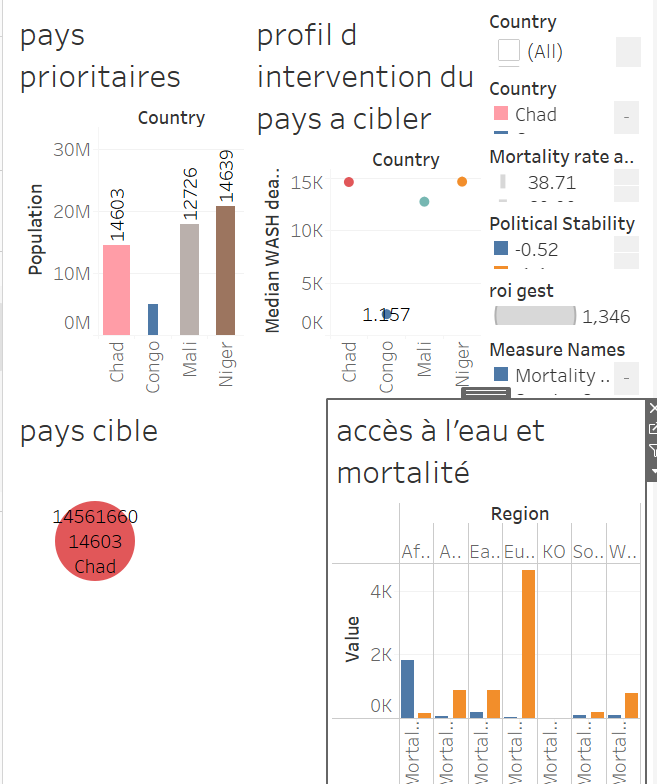 pays
prioritaires
Country
30M
20M
10M
0M
Population
14603
12726
14639
Chad
Congo
Mali
Niger
profil d
intervention du
pays a cibler
Country
15K
10K
5K
0K
Median WASH dea..
1.157
Chad
Congo
Mali
Niger
Country
(All)
Country
Chad
-
Mortality rate a..
38.71
Political Stability
-0.52
roi gest
1,346
Measure Names
Mortality ..
-
pays cible
14561660
14603
Chad
accès à l’eau et
mortalité
Region
Af.. A.. Ea.. Eu.. KO So.. W..
4K
2K
0K
Value
Mortal..
Mortal..
Mortal..
Mortal..
Mortal..
Mortal..
Mortal..